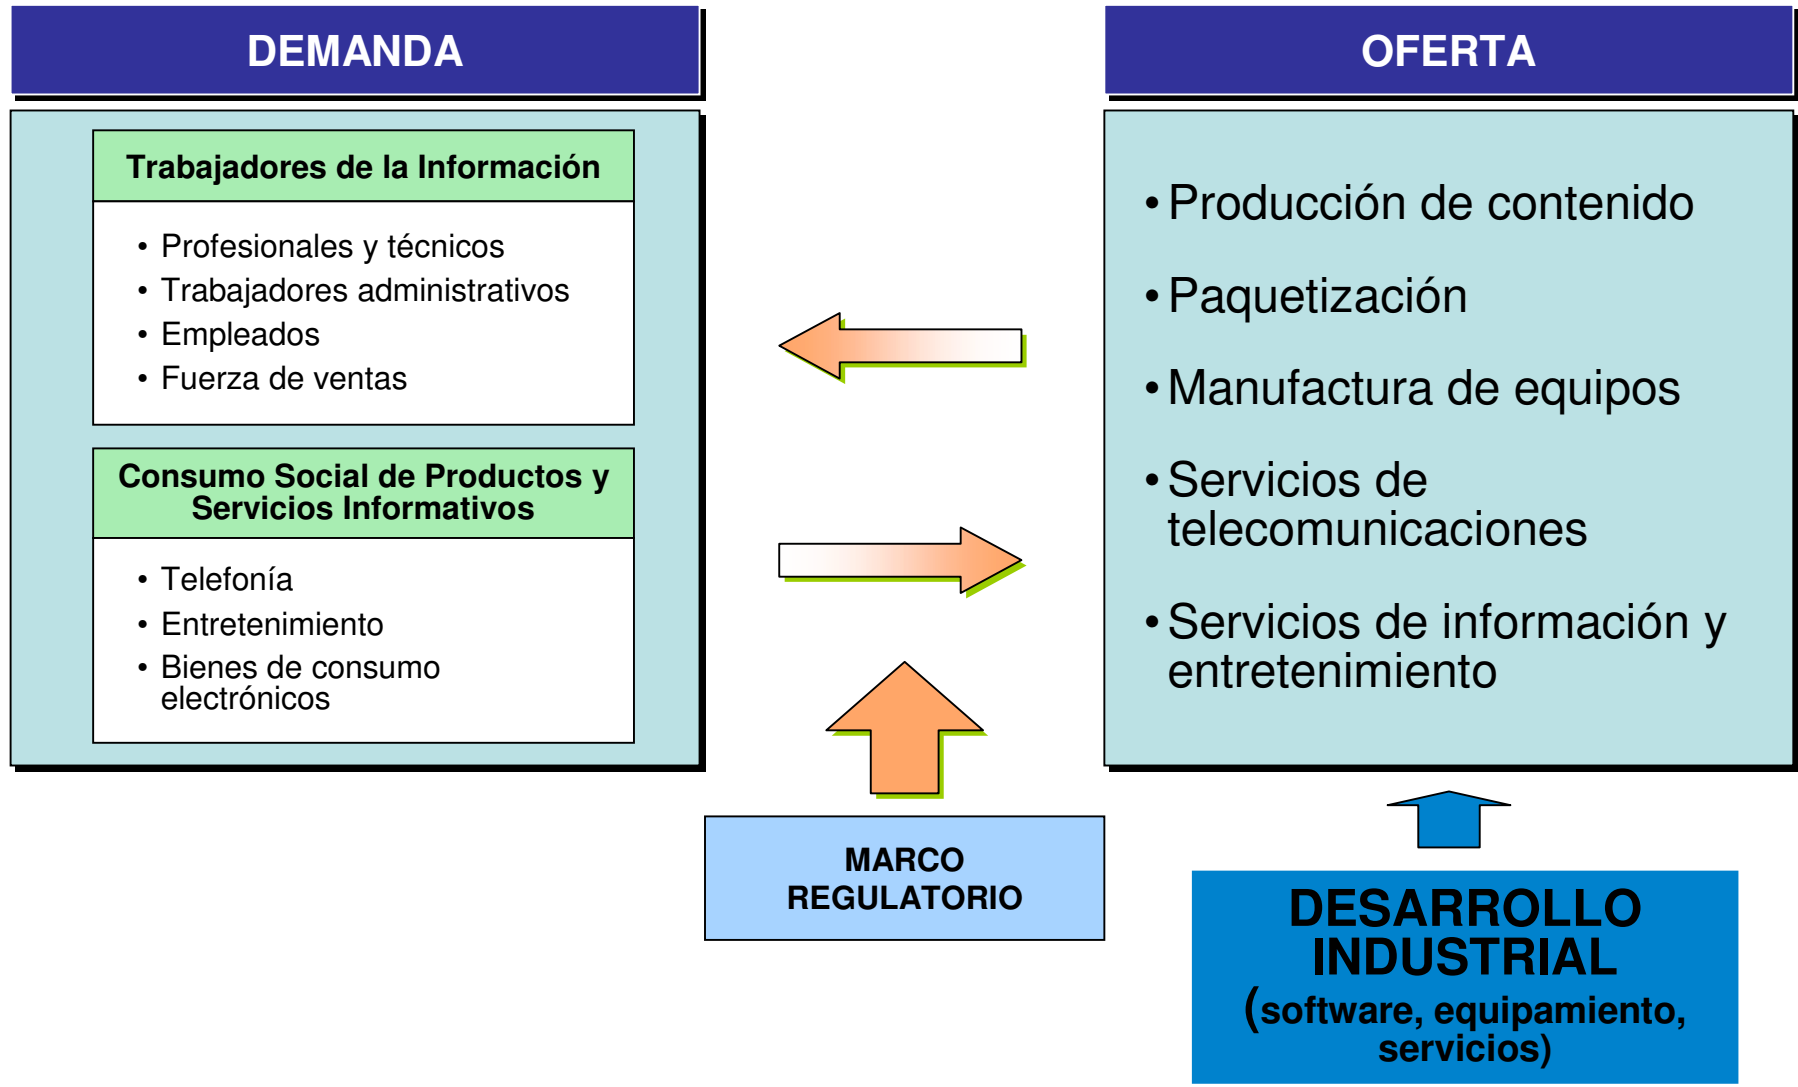 DEMANDA
Trabajadores de la Información
• Profesionales y técnicos
• Trabajadores administrativos
• Empleados
• Fuerza de ventas
Consumo Social de Productos y
Servicios Informativos
• Telefonía
• Entretenimiento
• Bienes de consumo
electrónicos
OFERTA
• Producción de contenido
• Paquetización
• Manufactura de equipos
• Servicios de
telecomunicaciones
• Servicios de información y
entretenimiento
MARCO
REGULATORIO
DESARROLLO
INDUSTRIAL
(software, equipamiento,
servicios)